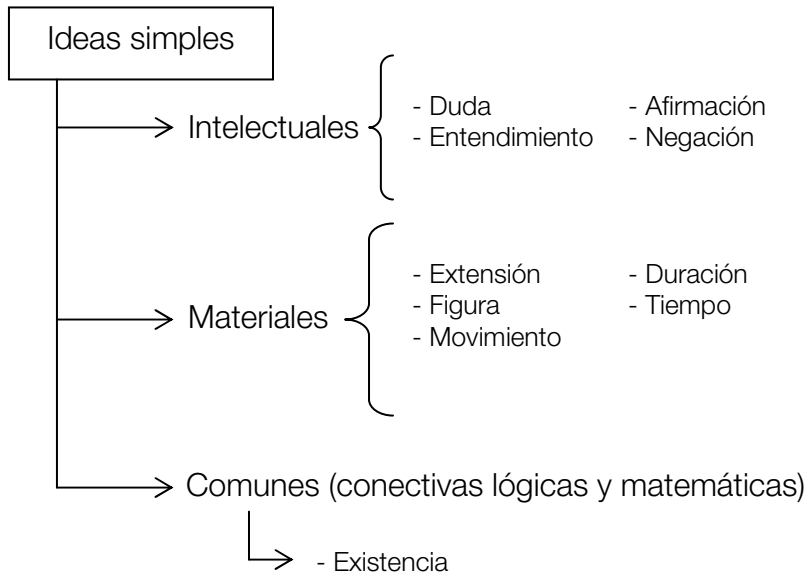 Ideas simples
Intelectuales
- Duda
- Entendimiento
- Afirmación
- Negación
Materiales
- Extensión
- Figura
- Movimiento
- Duración
- Tiempo
Comunes (conectivas lógicas y matemáticas)
- Existencia